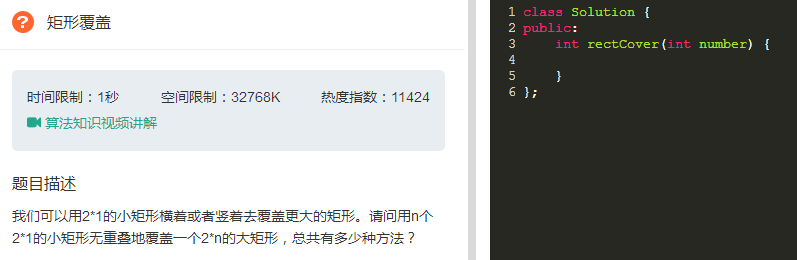 矩形覆盖
时间限制：1秒 空间限制：32768K 热度指数：11424
算法知识视频讲解
题目描述
我们可以用2*1的小矩形横着或者竖着去覆盖更大的矩形。请问用n个
2*1的小矩形无重叠地覆盖一个2*n的大矩形，总共有多少种方法？
1 class Solution {
2 public:
3     int rectCover(int number) {
4
5     }
6 };